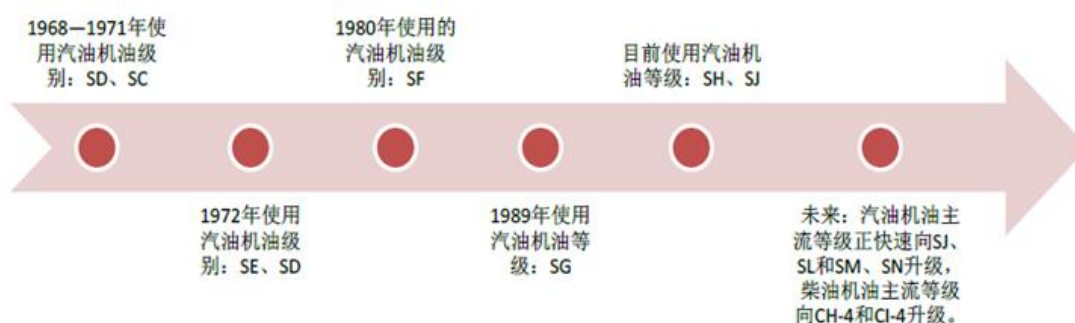 1968—1971年使
用汽油机油级
别：SD、SC
1972年使用
汽油机油级
别：SE、SD
1980年使用的
汽油机油级
别：SF
1989年使用
汽油机油等
级：SG
目前使用汽油机
油等级：SH、SJ
未来：汽油机油主
流等级正快速向SJ、
SL和SM、SN升级，
柴油机油主流等级
向CH-4和CI-4升级。